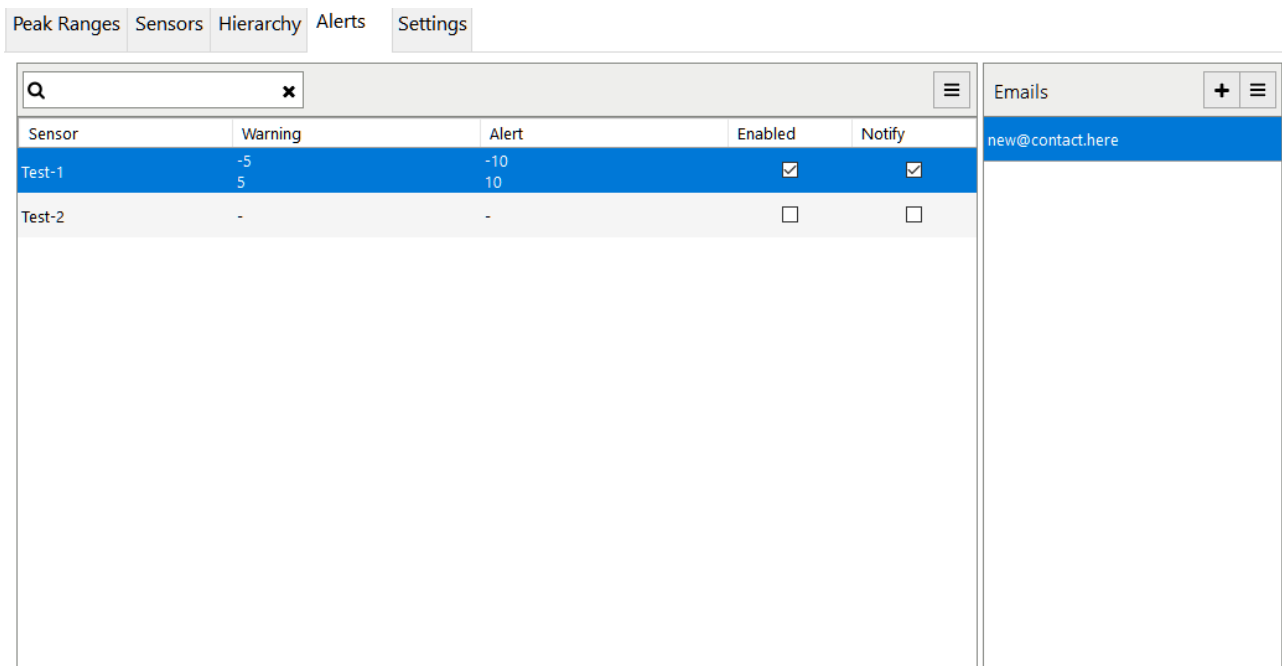 Peak Ranges Sensors Hierarchy Alerts Settings
Emails
Sensor Warning Alert Enabled Notify
new@contact.here
Test-1 -5 -10
5 10
Test-2 - -